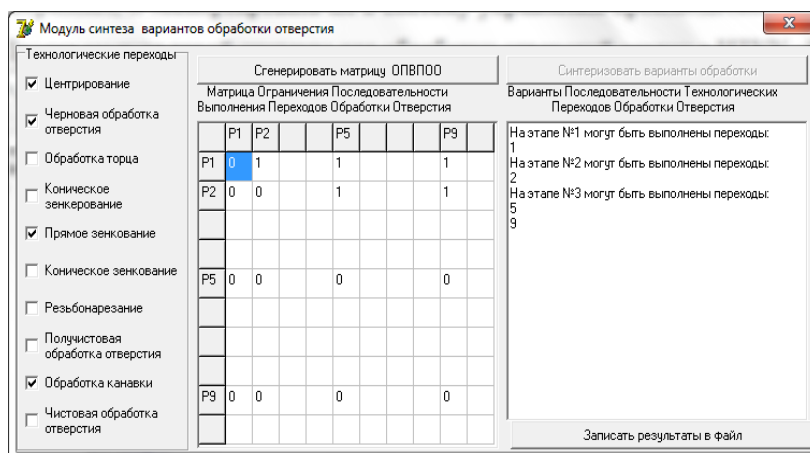 Модуль синтеза вариантов обработки отверстия
Технологические переходы
Центрирование
Черновая обработка
отверстия
Обработка торца
Коническое
зенкерование
Прямое зенкование
Коническое зенкование
Резьбонарезание
Получистовая
обработка отверстия
Обработка канавки
Чистовая обработка
отверстия
Сгенерировать матрицу ОПВПОО
Матрица Ограничения Последовательности
Выполнения Переходов Обработки Отверстия
P1 P2 P5 P9
P1 0 1 1 1
P2 0 0 1 1
P5 0 0 0 0
P9 0 0 0 0
Синтезировать варианты обработки
Варианты Последовательности Технологических
Переходов Обработки Отверстия
На этапе №1 могут быть выполнены переходы:
1
На этапе №2 могут быть выполнены переходы:
2
На этапе №3 могут быть выполнены переходы:
5
9
Записать результаты в файл